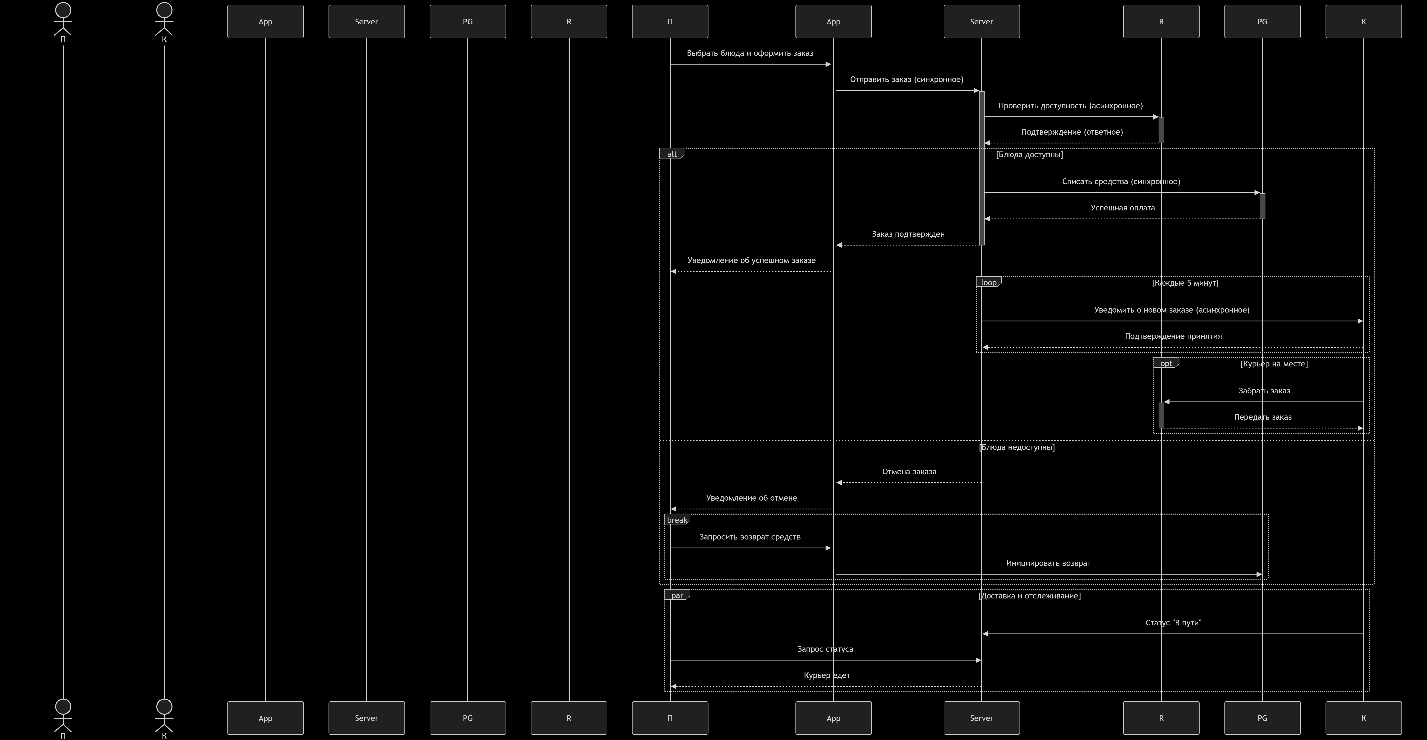 П
К
App
Server
PG
R
П
App
Server
R
PG
К
Выбрать блюда и оформить заказ
Отправить заказ (синхронное)
Проверить доступность (асинхронное)
Подтверждение (ответное)
alt
[Блюда доступны]
Списать средства (синхронное)
Успешная оплата
Заказ подтвержден
Уведомление об успешном заказе
loop
[Каждые 5 минут]
Уведомить о новом заказе (асинхронное)
Подтверждение принятия
opt
[Курьер на месте]
Забрать заказ
Передать заказ
[Блюда недоступны]
Отмена заказа
Уведомление об отмене
break
Запросить возврат средств
Инициировать возврат
par
[Доставка и отслеживание]
Статус "В пути"
Запрос статуса
Курьер едет
П
К
App
Server
PG
R
П
App
Server
R
PG
К